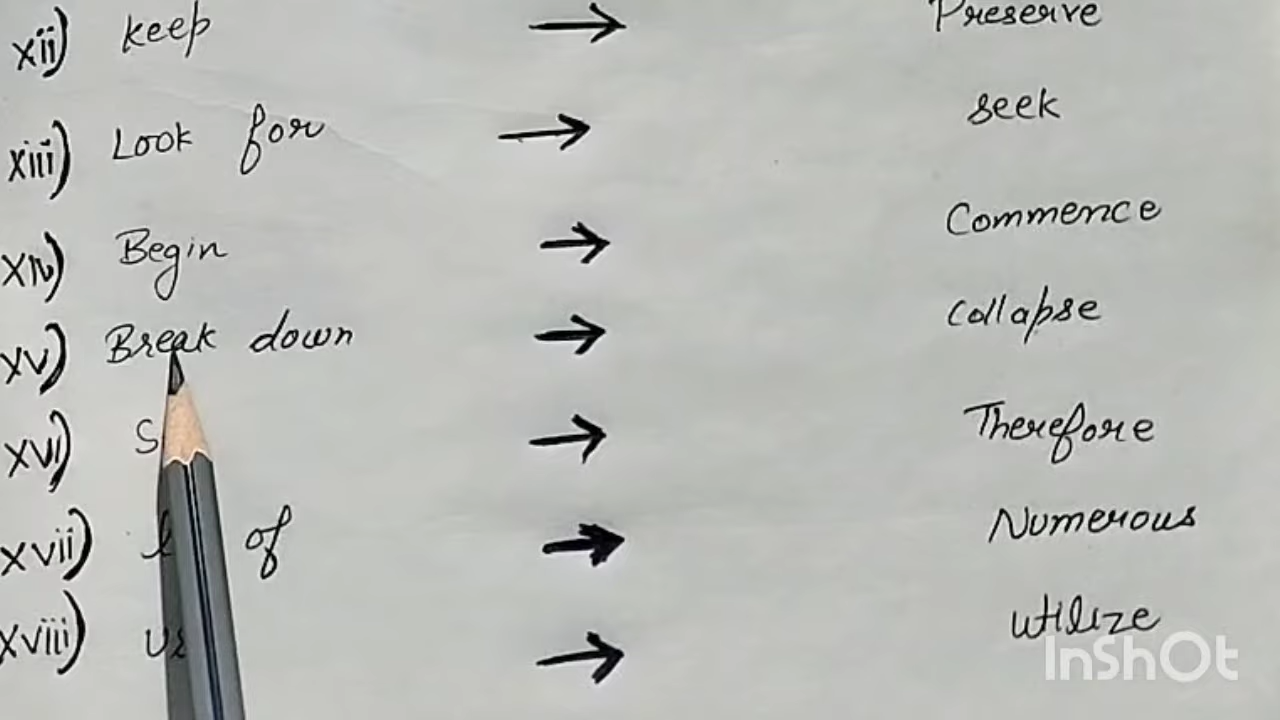 xii) keep → Preserve
xiii) Look for → seek
xiv) Begin → Commence
xv) Break down → Collapse
xvi) → Therefore
xvii) of → Numerous
xviii) → utilize
InShOt